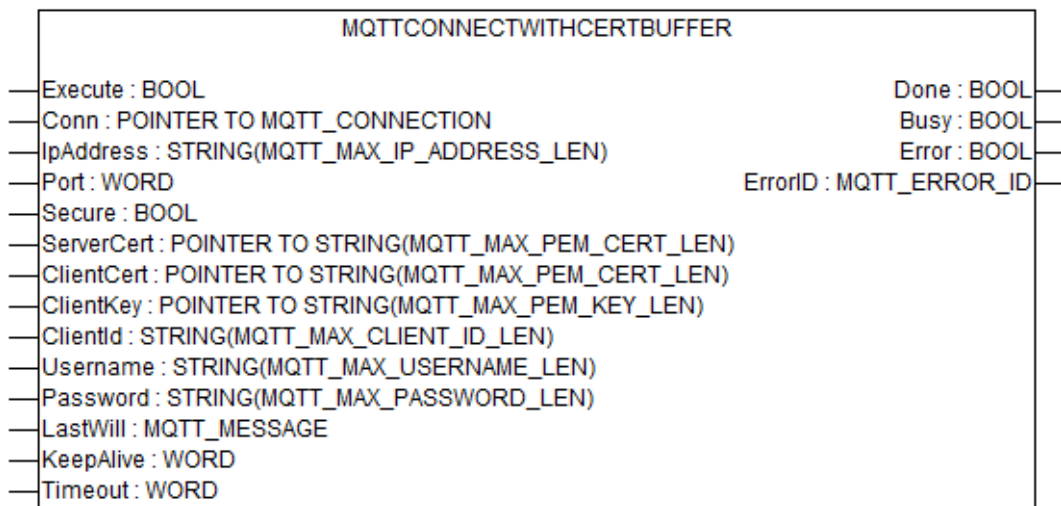 MQTTCONNECTWITHCERTBUFFER
Execute : BOOL Done : BOOL
Conn : POINTER TO MQTT_CONNECTION Busy : BOOL
IpAddress : STRING(MQTT_MAX_IP_ADDRESS_LEN) Error : BOOL
Port : WORD ErrorID : MQTT_ERROR_ID
Secure : BOOL
ServerCert : POINTER TO STRING(MQTT_MAX_PEM_CERT_LEN)
ClientCert : POINTER TO STRING(MQTT_MAX_PEM_CERT_LEN)
ClientKey : POINTER TO STRING(MQTT_MAX_PEM_KEY_LEN)
ClientId : STRING(MQTT_MAX_CLIENT_ID_LEN)
Username : STRING(MQTT_MAX_USERNAME_LEN)
Password : STRING(MQTT_MAX_PASSWORD_LEN)
LastWill : MQTT_MESSAGE
KeepAlive : WORD
Timeout : WORD